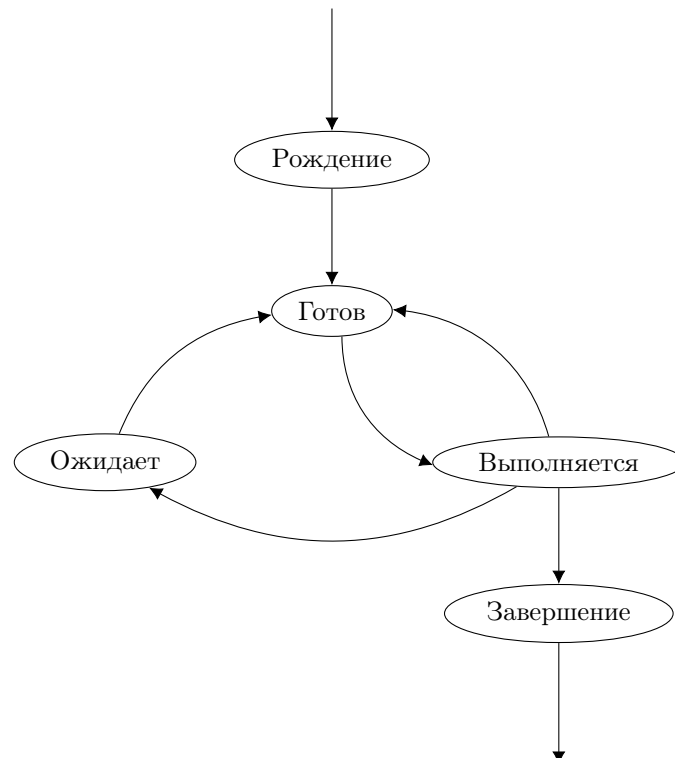 Рождение
Готов
Ожидает
Выполняется
Завершение